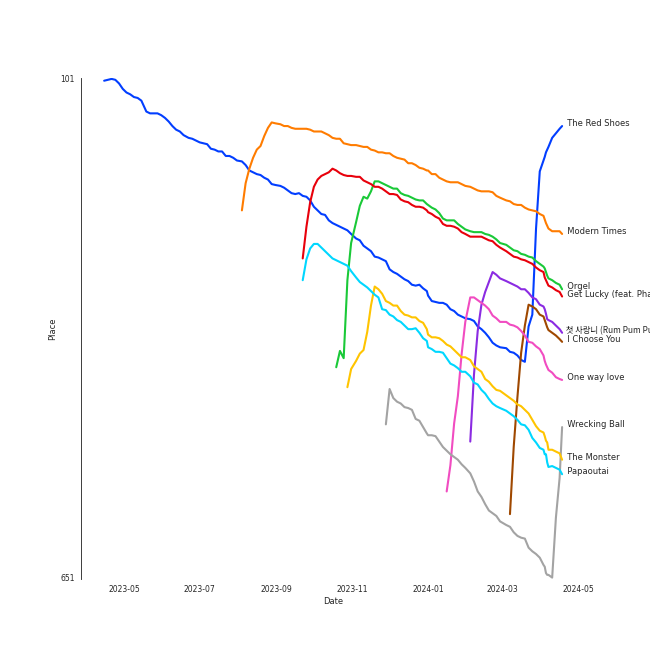 101
The Red Shoes
Modern Times
Orgel
Get Lucky (feat. Pha
첫 사랑니 (Rum Pum Pu
I Choose You
One way love
Wrecking Ball
The Monster
Papaoutai
Place
651
2023-05 2023-07 2023-09 2023-11 2024-01 2024-03 2024-05
Date